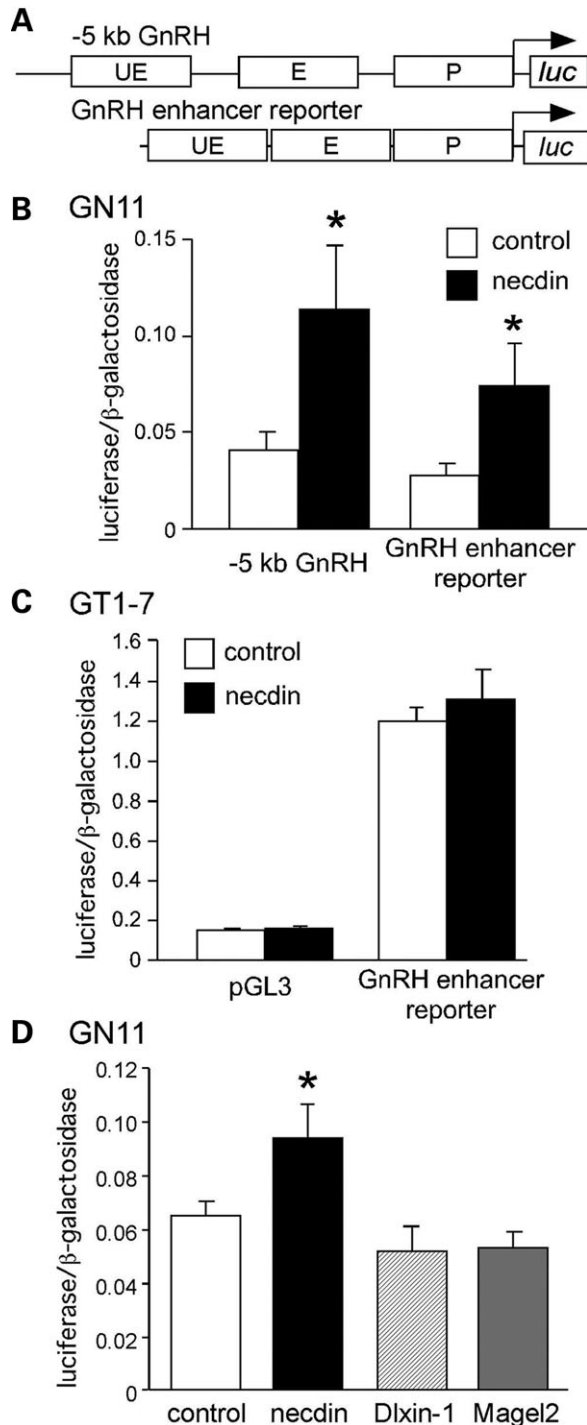 A
-5 kb GnRH
UE E P luc
GnRH enhancer reporter
UE E P luc
B GN11
luciferase/β-galactosidase
0.15
0.10
0.05
0
*
*
control
necdin
-5 kb GnRH
GnRH enhancer
reporter
C GT1-7
luciferase/β-galactosidase
1.6
1.4
1.2
1.0
0.8
0.6
0.4
0.2
0
control
necdin
pGL3
GnRH enhancer
reporter
D GN11
luciferase/β-galactosidase
0.12
0.10
0.08
0.06
0.04
0.02
0
*
control necdin Dlxin-1 Magel2